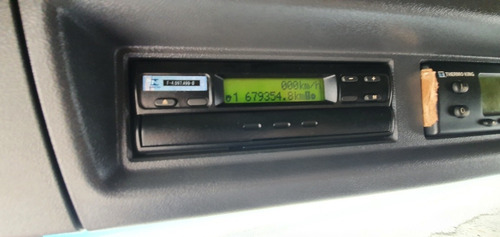 000km/h
1 679354.8km
THERMO KING